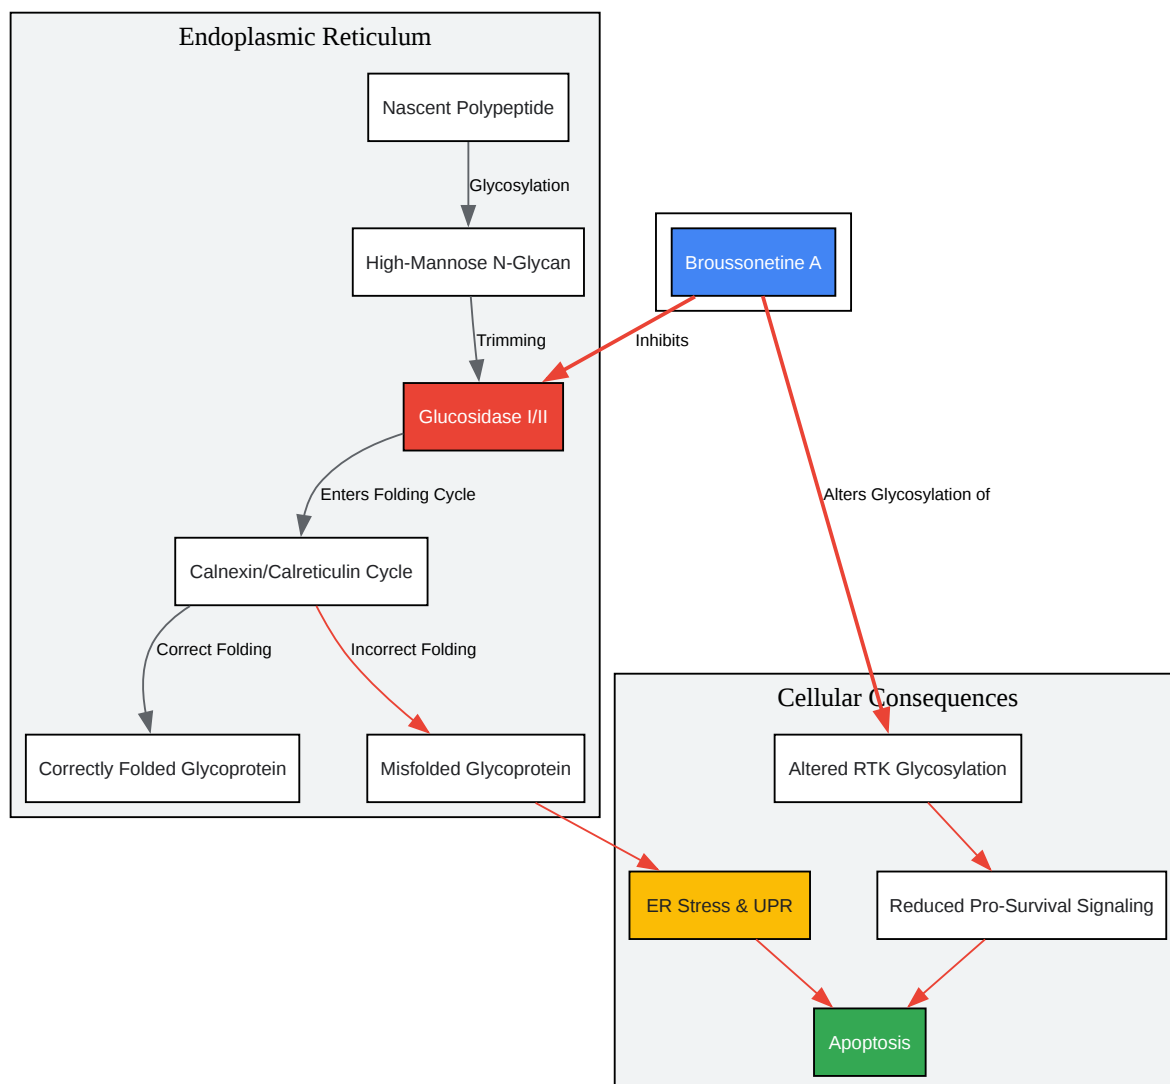 Endoplasmic Reticulum
Nascent Polypeptide
Glycosylation
High-Mannose N-Glycan
Broussonetine A
Trimming
Inhibits
Glucosidase I/II
Enters Folding Cycle
Alters Glycosylation of
Calnexin/Calreticulin Cycle
Correct Folding
Incorrect Folding
Cellular Consequences
Correctly Folded Glycoprotein
Misfolded Glycoprotein
Altered RTK Glycosylation
ER Stress & UPR
Reduced Pro-Survival Signaling
Apoptosis